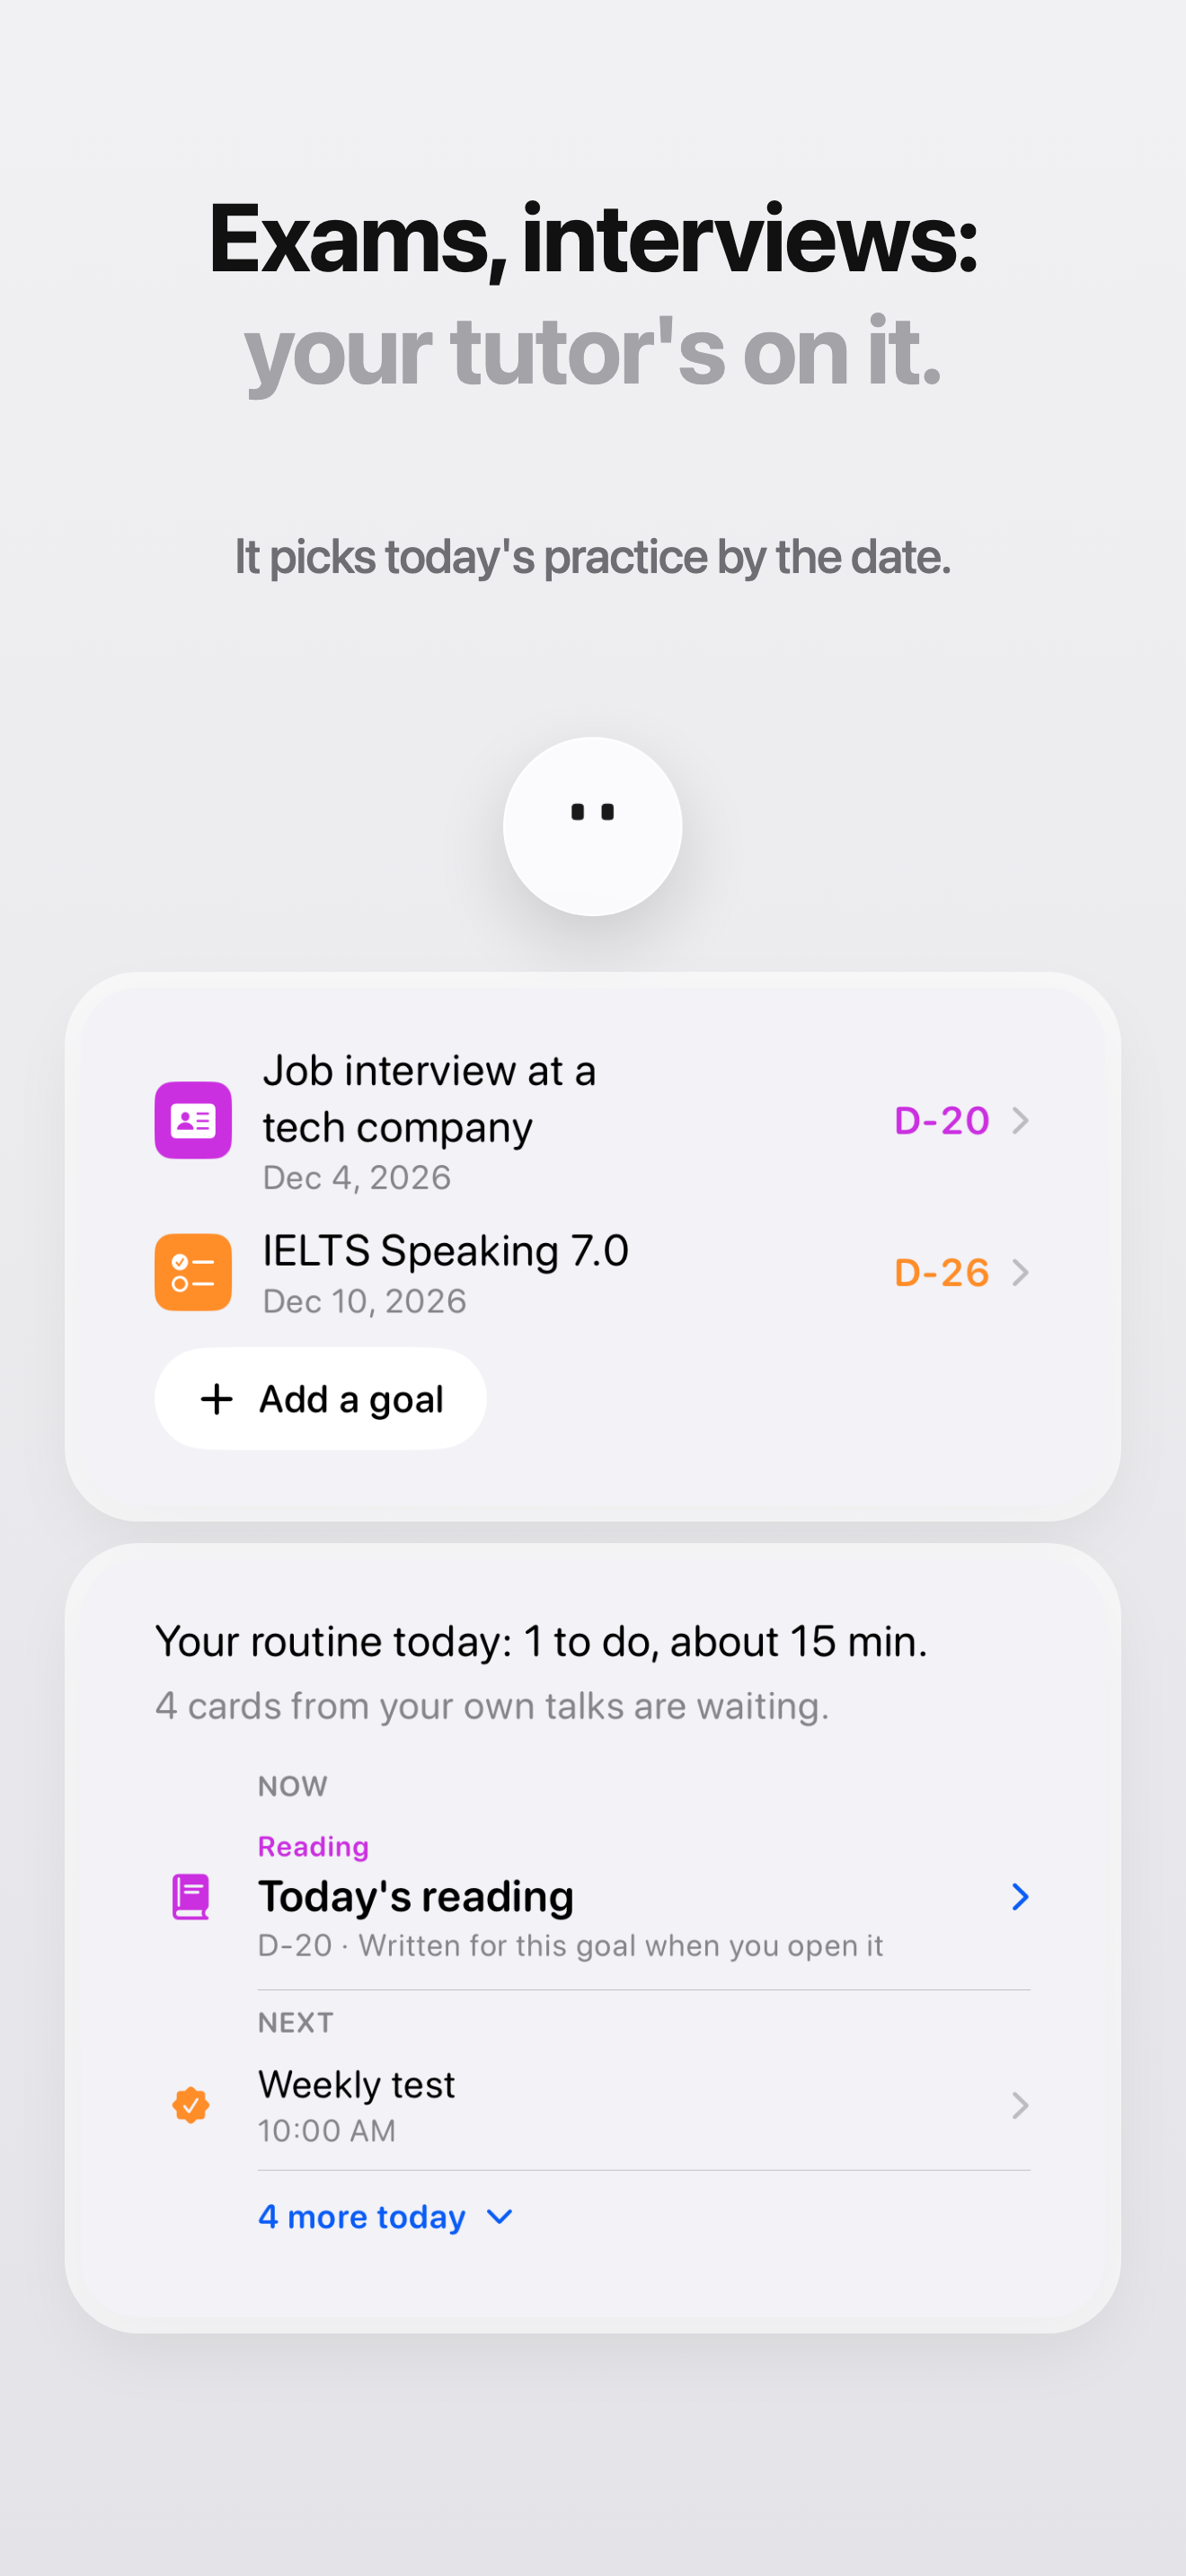 Exams, interviews:
your tutor's on it.
It picks today's practice by the date.
Job interview at a
tech company
Dec 4, 2026
D-20
IELTS Speaking 7.0
Dec 10, 2026
D-26
Add a goal
Your routine today: 1 to do, about 15 min.
4 cards from your own talks are waiting.
NOW
Reading
Today's reading
D-20 · Written for this goal when you open it
NEXT
Weekly test
10:00 AM
4 more today